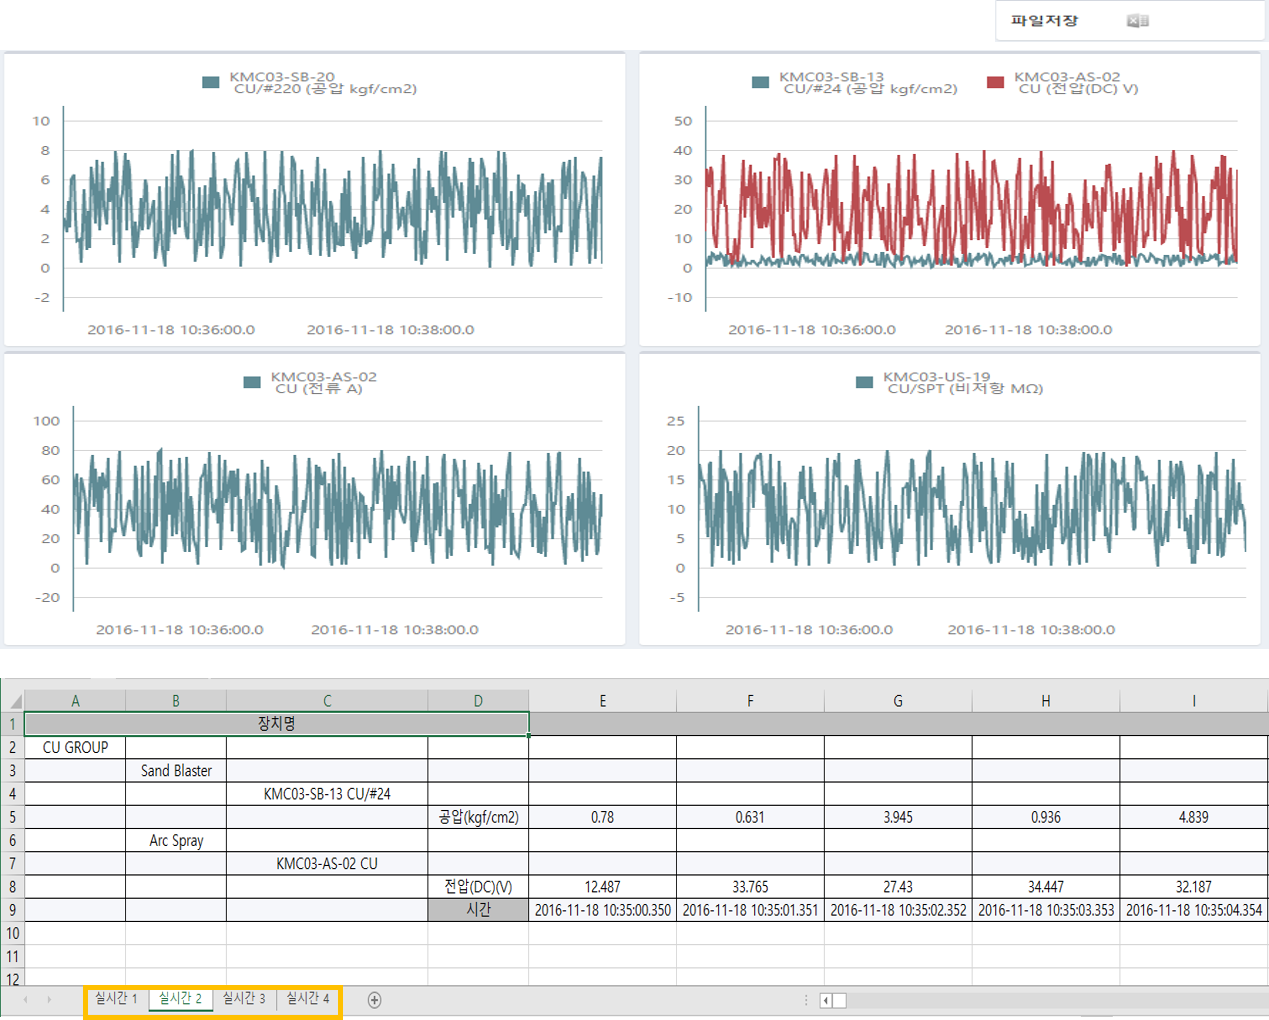 파일저장
KMC03-SB-20
CU/#220 (공압 kgf/cm2)
10
8
6
4
2
0
-2
2016-11-18 10:36:00.0 2016-11-18 10:38:00.0
KMC03-SB-13
CU/#24 (공압 kgf/cm2)
KMC03-AS-02
CU (전압(DC) V)
50
40
30
20
10
0
-10
2016-11-18 10:36:00.0 2016-11-18 10:38:00.0
KMC03-AS-02
CU (전류 A)
100
80
60
40
20
0
-20
2016-11-18 10:36:00.0 2016-11-18 10:38:00.0
KMC03-US-19
CU/SPT (비저항 MΩ)
25
20
15
10
5
0
-5
2016-11-18 10:36:00.0 2016-11-18 10:38:00.0
A B C D E F G H I
1 장치명
2 CU GROUP
3 Sand Blaster
4 KMC03-SB-13 CU/#24
5 공압(kgf/cm2) 0.78 0.631 3.945 0.936 4.839
6 Arc Spray
7 KMC03-AS-02 CU
8 전압(DC)(V) 12.487 33.765 27.43 34.447 32.187
9 시간 2016-11-18 10:35:00.350 2016-11-18 10:35:01.351 2016-11-18 10:35:02.352 2016-11-18 10:35:03.353 2016-11-18 10:35:04.354
10
11
12
실시간 1 실시간 2 실시간 3 실시간 4